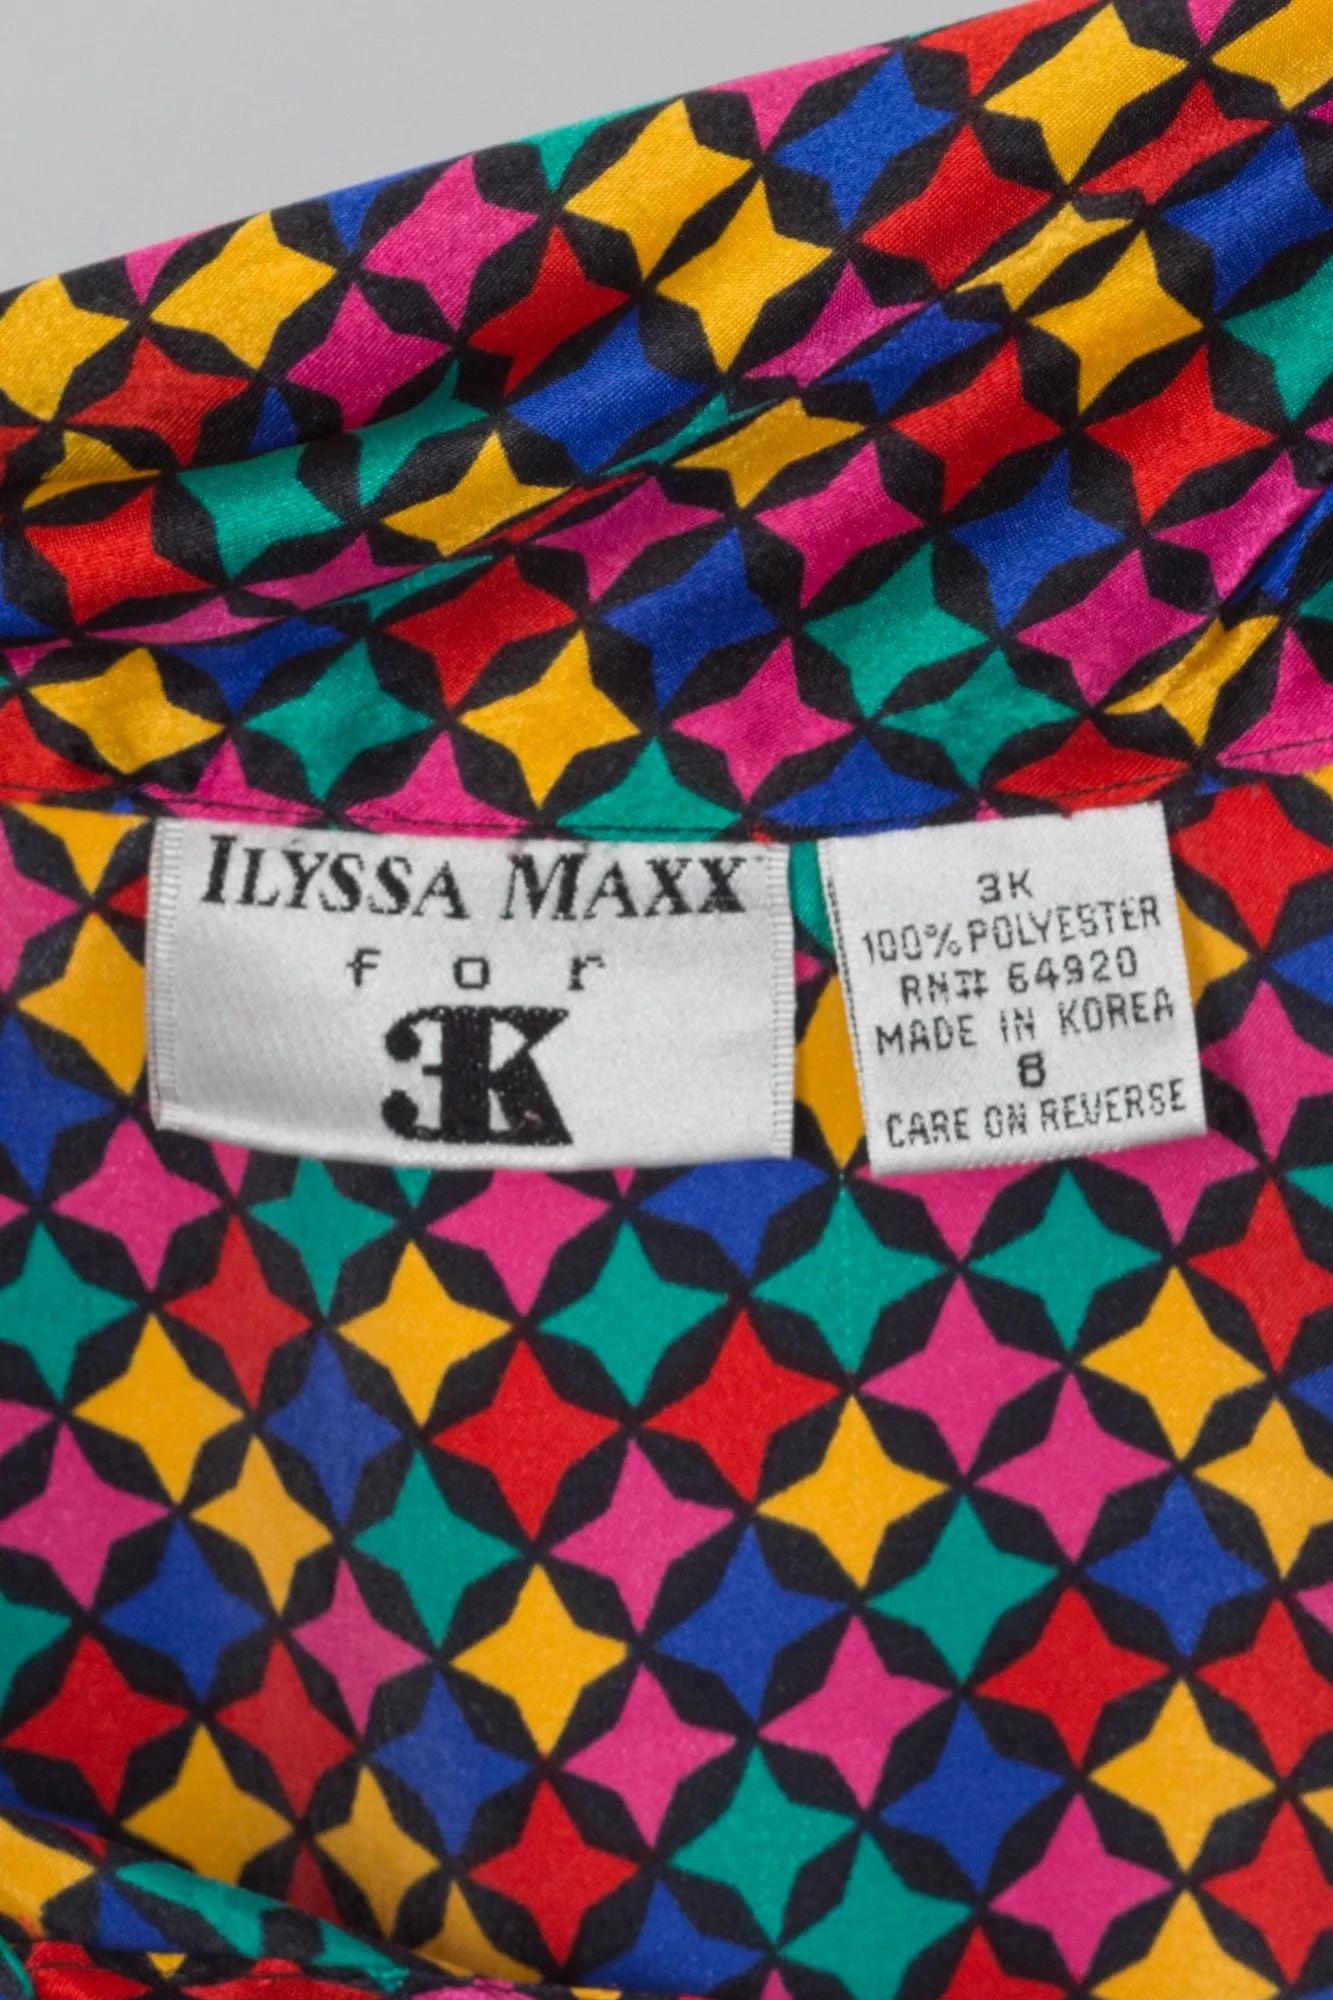 ILYSSA MAXX
for
3K
3K
100% POLYESTER
RN# 64920
MADE IN KOREA
8
CARE ON REVERSE